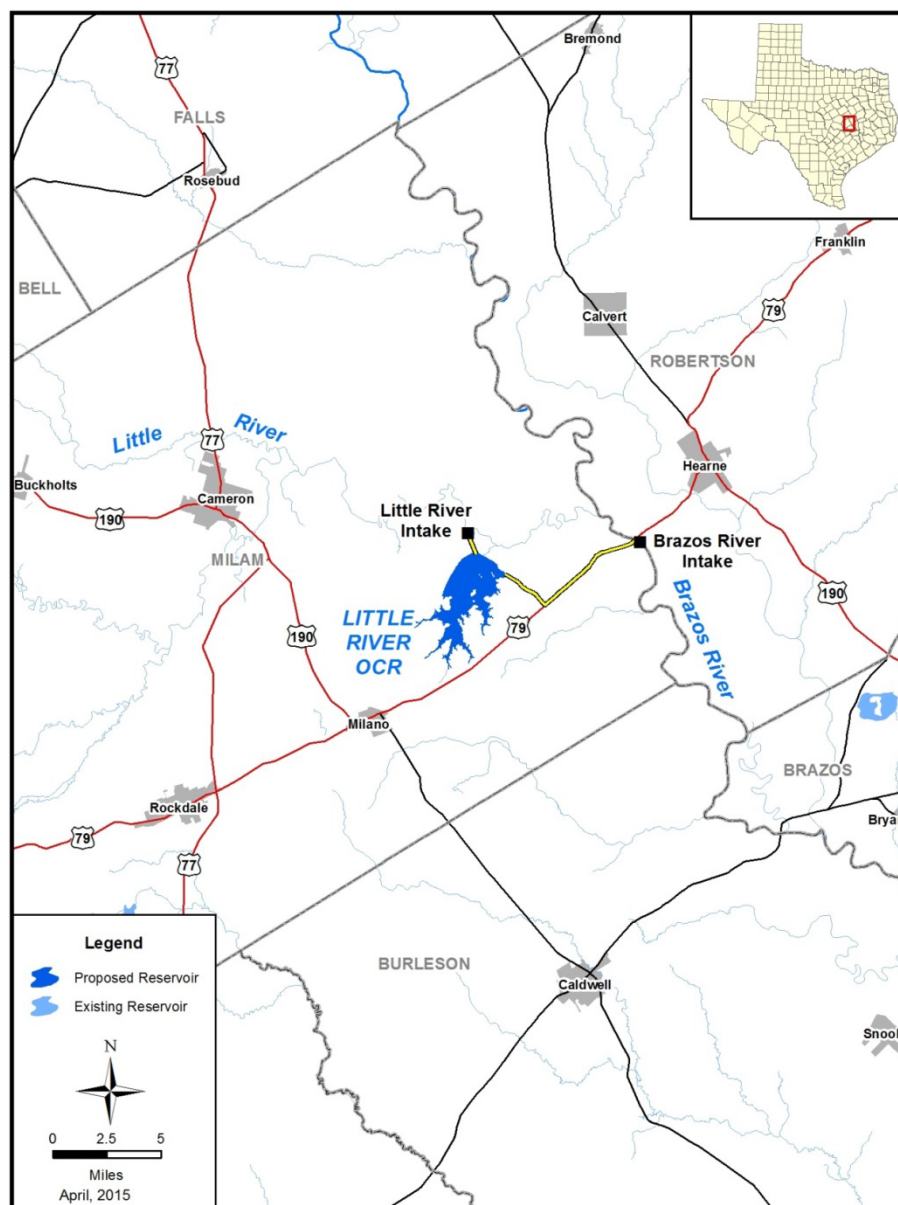 Bremond
77
FALLS
Rosebud
Franklin
BELL
79
Calvert
ROBERTSON
Little River
77
Hearne
Buckholts
Cameron
190
Little River
Intake
Brazos River
Intake
MILAM
190
Brazos River
LITTLE
RIVER
OCR
79
190
Milano
BRAZOS
Rockdale
Brya
79
77
Legend
Proposed Reservoir
Existing Reservoir
N
0 2.5 5
Miles
April, 2015
BURLESON
Caldwell
Snook